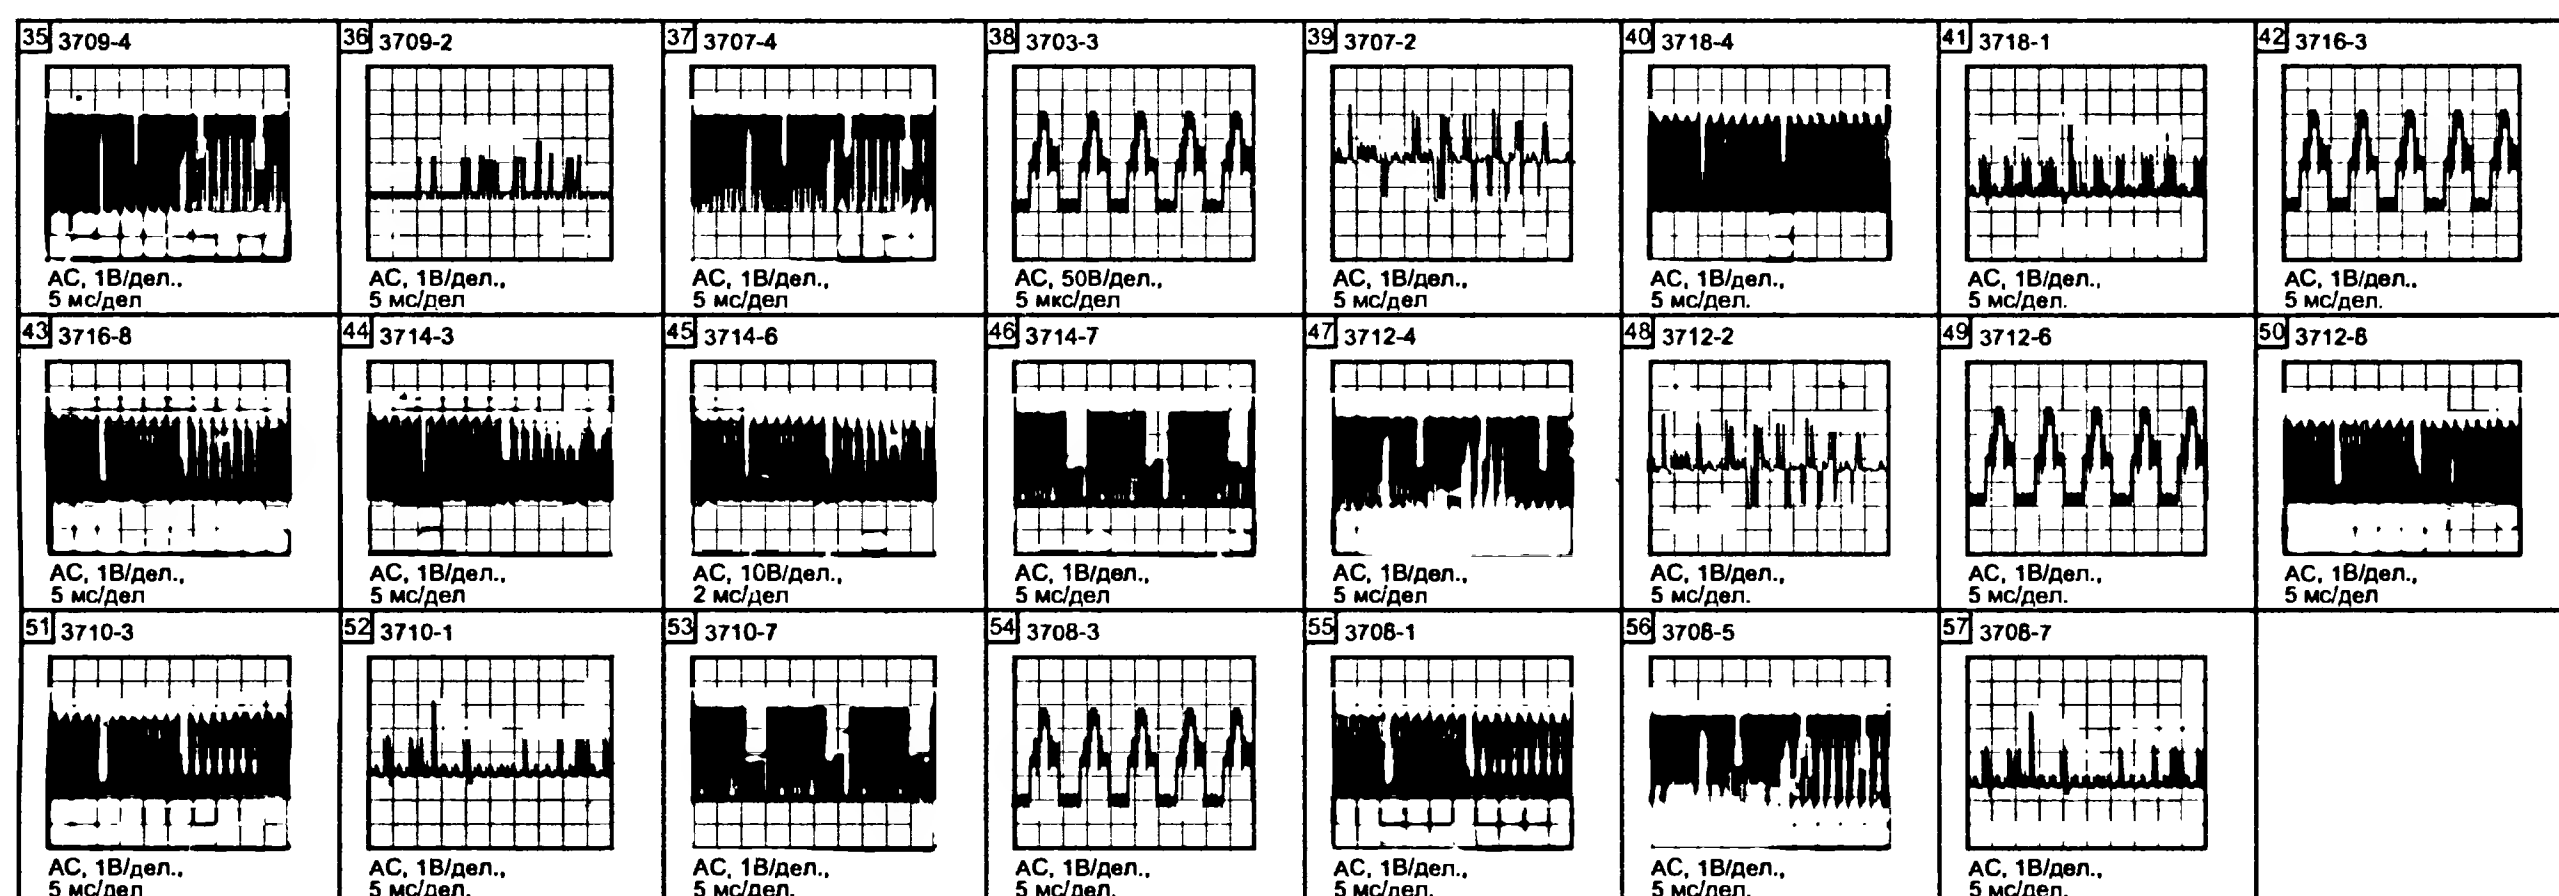 35 3709-4
AC, 1В/дел.,
5 мс/дел
36 3709-2
AC, 1В/дел.,
5 мс/дел
37 3707-4
AC, 1В/дел.,
5 мс/дел
38 3703-3
AC, 50В/дел.,
5 мкс/дел
39 3707-2
AC, 1В/дел.,
5 мс/дел
40 3718-4
AC, 1В/дел.,
5 мс/дел.
41 3718-1
AC, 1В/дел.,
5 мс/дел.
42 3716-3
AC, 1В/дел.,
5 мс/дел.
43 3716-8
AC, 1В/дел.,
5 мс/дел
44 3714-3
AC, 1В/дел.,
5 мс/дел
45 3714-6
AC, 10В/дел.,
2 мс/дел
46 3714-7
AC, 1В/дел.,
5 мс/дел
47 3712-4
AC, 1В/дел.,
5 мс/дел
48 3712-2
AC, 1В/дел.,
5 мс/дел.
49 3712-6
AC, 1В/дел.,
5 мс/дел.
50 3712-8
AC, 1В/дел.,
5 мс/дел
51 3710-3
AC, 1В/дел.,
5 мс/дел
52 3710-1
AC, 1В/дел.,
5 мс/дел.
53 3710-7
AC, 1В/дел.,
5 мс/дел.
54 3708-3
AC, 1В/дел.,
5 мс/дел.
55 3708-1
AC, 1В/дел.,
5 мс/дел.
56 3708-5
AC, 1В/дел.,
5 мс/дел.
57 3708-7
AC, 1В/дел.,
5 мс/дел.